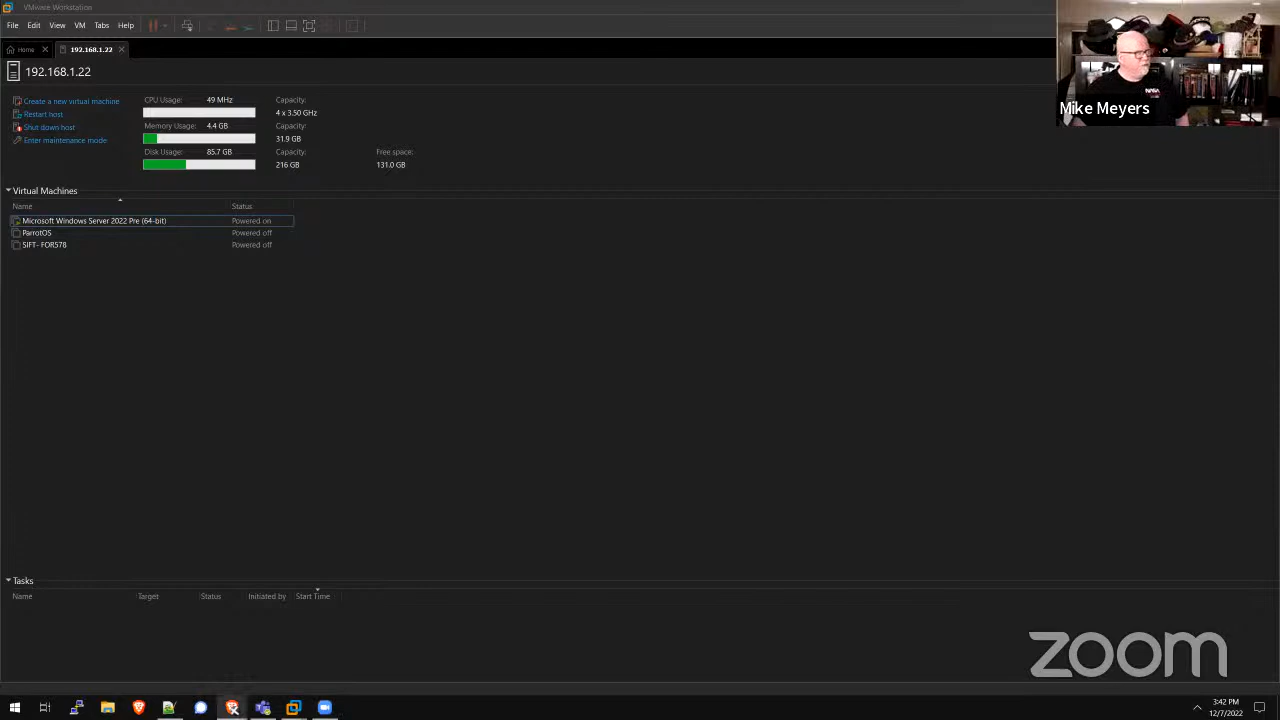 VMware Workstation
File Edit View VM Tabs Help
Home 192.168.1.22
192.168.1.22
Create a new virtual machine
Restart host
Shut down host
Enter maintenance mode
CPU Usage: 49 MHz Capacity:
4 x 3.50 GHz
Memory Usage: 4.4 GB Capacity:
31.9 GB
Disk Usage: 85.7 GB Capacity: Free space:
216 GB 131.0 GB
Mike Meyers
Virtual Machines
Name Status
Microsoft Windows Server 2022 Pre (64-bit) Powered on
ParrotOS Powered off
SIFT- FOR578 Powered off
Tasks
Name Target Status Initiated by Start Time
zoom
3:42 PM
12/7/2022